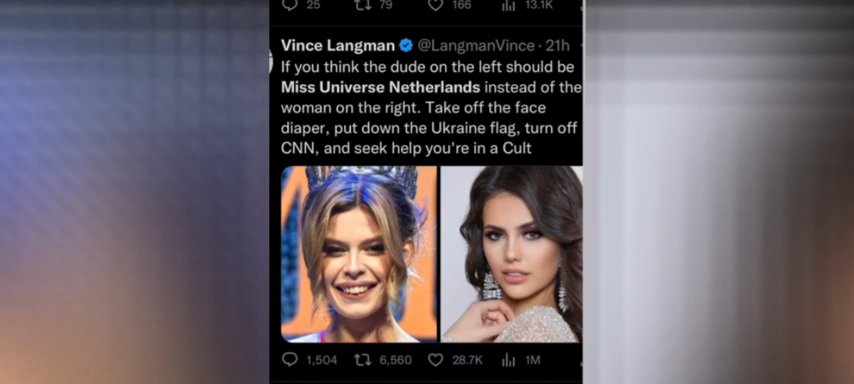 25 79 166 13.1K
Vince Langman @LangmanVince · 21h
If you think the dude on the left should be
Miss Universe Netherlands instead of the
woman on the right. Take off the face
diaper, put down the Ukraine flag, turn off
CNN, and seek help you're in a Cult
1,504 6,560 28.7K 1M